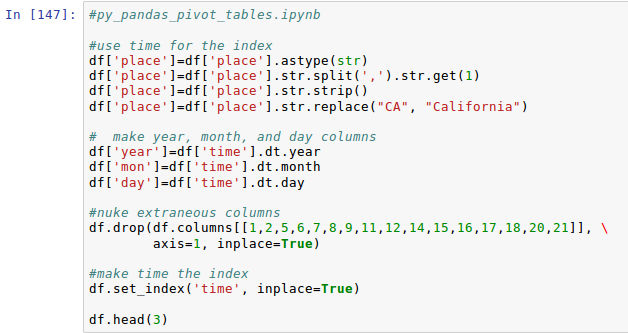 In [147]: #py_pandas_pivot_tables.ipynb
#use time for the index
df['place']=df['place'].astype(str)
df['place']=df['place'].str.split(',').str.get(1)
df['place']=df['place'].str.strip()
df['place']=df['place'].str.replace("CA", "California")
#  make year, month, and day columns
df['year']=df['time'].dt.year
df['mon']=df['time'].dt.month
df['day']=df['time'].dt.day
#nuke extraneous columns
df.drop(df.columns[[1,2,5,6,7,8,9,11,12,14,15,16,17,18,20,21]], \
        axis=1, inplace=True)
#make time the index
df.set_index('time', inplace=True)
df.head(3)